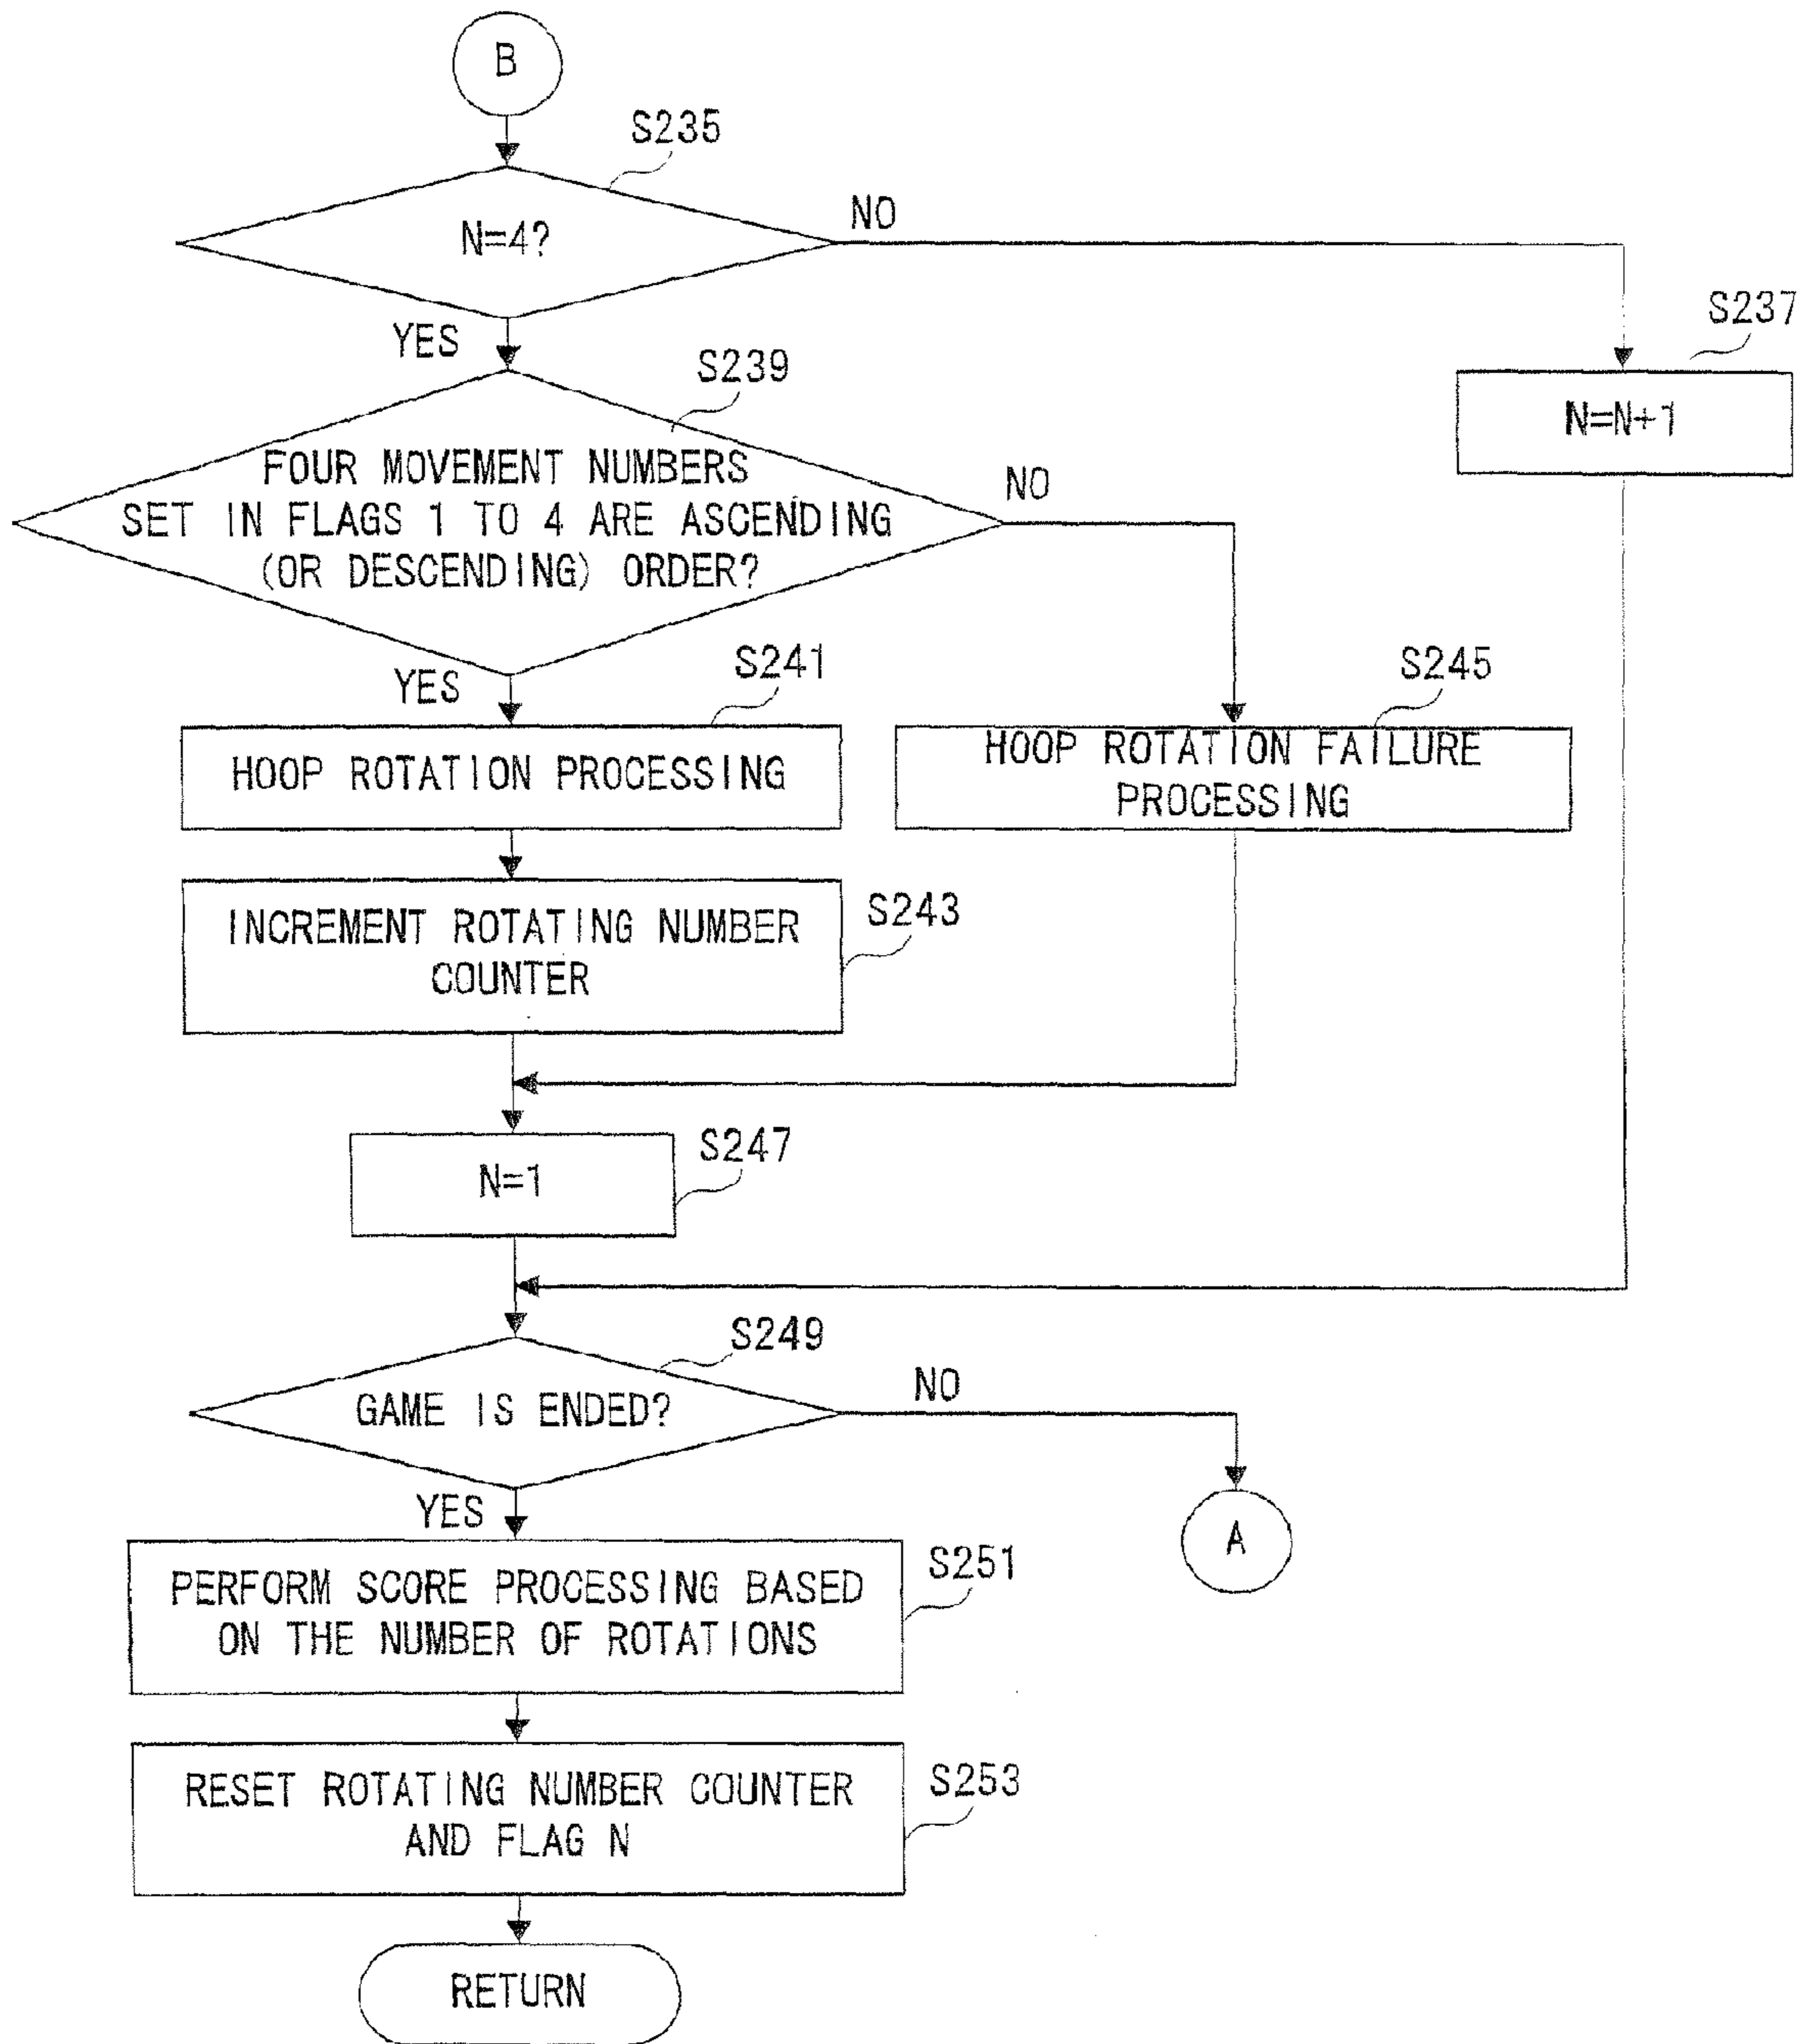 B
S235
N=4?
NO
YES
S237
N=N+1
S239
FOUR MOVEMENT NUMBERS
SET IN FLAGS 1 TO 4 ARE ASCENDING
(OR DESCENDING) ORDER?
NO
YES
S241
HOOP ROTATION PROCESSING
S245
HOOP ROTATION FAILURE
PROCESSING
S243
INCREMENT ROTATING NUMBER
COUNTER
S247
N=1
S249
GAME IS ENDED?
NO
YES
A
S251
PERFORM SCORE PROCESSING BASED
ON THE NUMBER OF ROTATIONS
S253
RESET ROTATING NUMBER COUNTER
AND FLAG N
RETURN